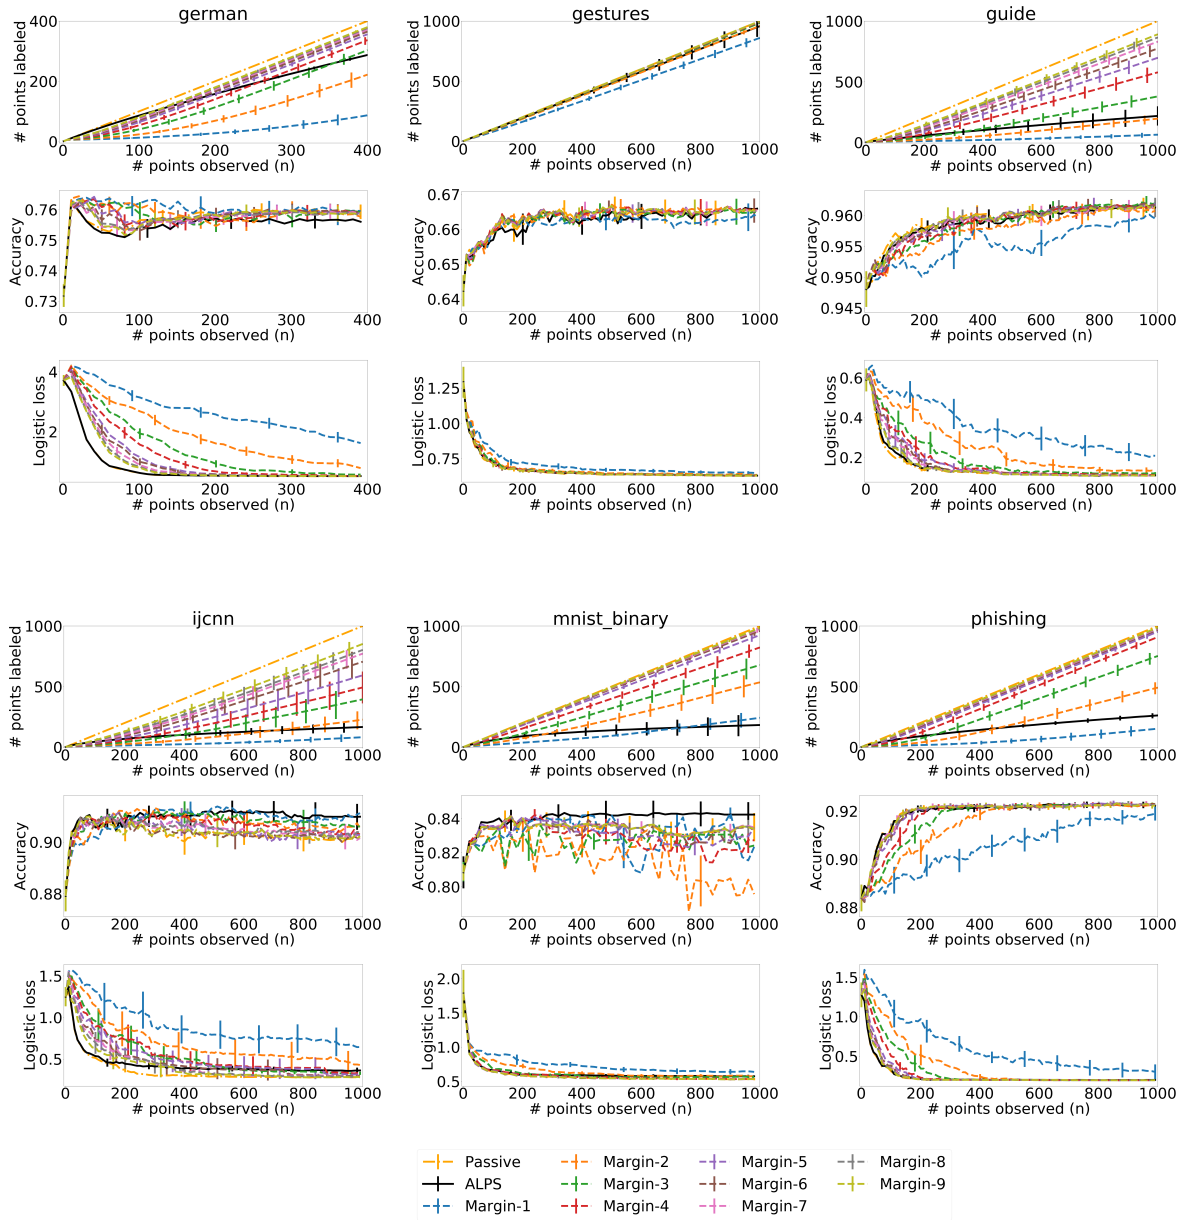 german
gestures
guide
# points labeled
400
200
0
0 100 200 300 400
# points observed (n)
# points labeled
1000
500
0
0 200 400 600 800 1000
# points observed (n)
# points labeled
1000
500
0
0 200 400 600 800 1000
# points observed (n)
Accuracy
0.76
0.75
0.74
0.73
0 100 200 300 400
# points observed (n)
Accuracy
0.67
0.66
0.65
0.64
0 200 400 600 800 1000
# points observed (n)
Accuracy
0.960
0.955
0.950
0.945
0 200 400 600 800 1000
# points observed (n)
Logistic loss
4
2
0 100 200 300 400
# points observed (n)
Logistic loss
1.25
1.00
0.75
0 200 400 600 800 1000
# points observed (n)
Logistic loss
0.6
0.4
0.2
0 200 400 600 800 1000
# points observed (n)
ijcnn
mnist_binary
phishing
# points labeled
1000
500
0
0 200 400 600 800 1000
# points observed (n)
# points labeled
1000
500
0
0 200 400 600 800 1000
# points observed (n)
# points labeled
1000
500
0
0 200 400 600 800 1000
# points observed (n)
Accuracy
0.90
0.88
0 200 400 600 800 1000
# points observed (n)
Accuracy
0.84
0.82
0.80
0 200 400 600 800 1000
# points observed (n)
Accuracy
0.92
0.90
0.88
0 200 400 600 800 1000
# points observed (n)
Logistic loss
1.5
1.0
0.5
0 200 400 600 800 1000
# points observed (n)
Logistic loss
2.0
1.5
1.0
0.5
0 200 400 600 800 1000
# points observed (n)
Logistic loss
1.5
1.0
0.5
0 200 400 600 800 1000
# points observed (n)
Passive
ALPS
Margin-1
Margin-2
Margin-3
Margin-4
Margin-5
Margin-6
Margin-7
Margin-8
Margin-9